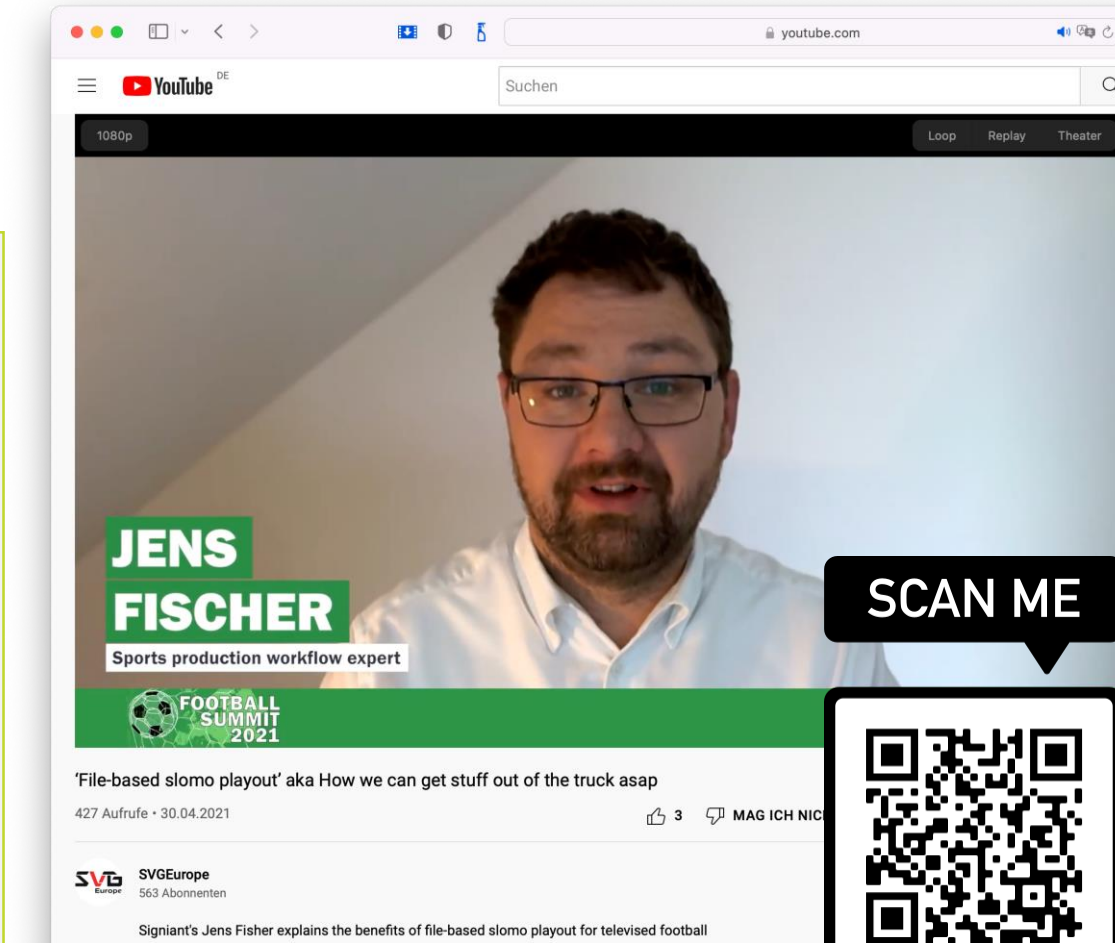 youtube.com
YouTube DE
Suchen
1080p
Loop Replay Theater
JENS
FISCHER
Sports production workflow expert
FOOTBALL
SUMMIT
2021
SCAN ME
‘File-based slomo playout’ aka How we can get stuff out of the truck asap
427 Aufrufe • 30.04.2021
3 MAG ICH NIC
SVG
Europe
SVGEurope
563 Abonnenten
Signiant's Jens Fisher explains the benefits of file-based slomo playout for televised football